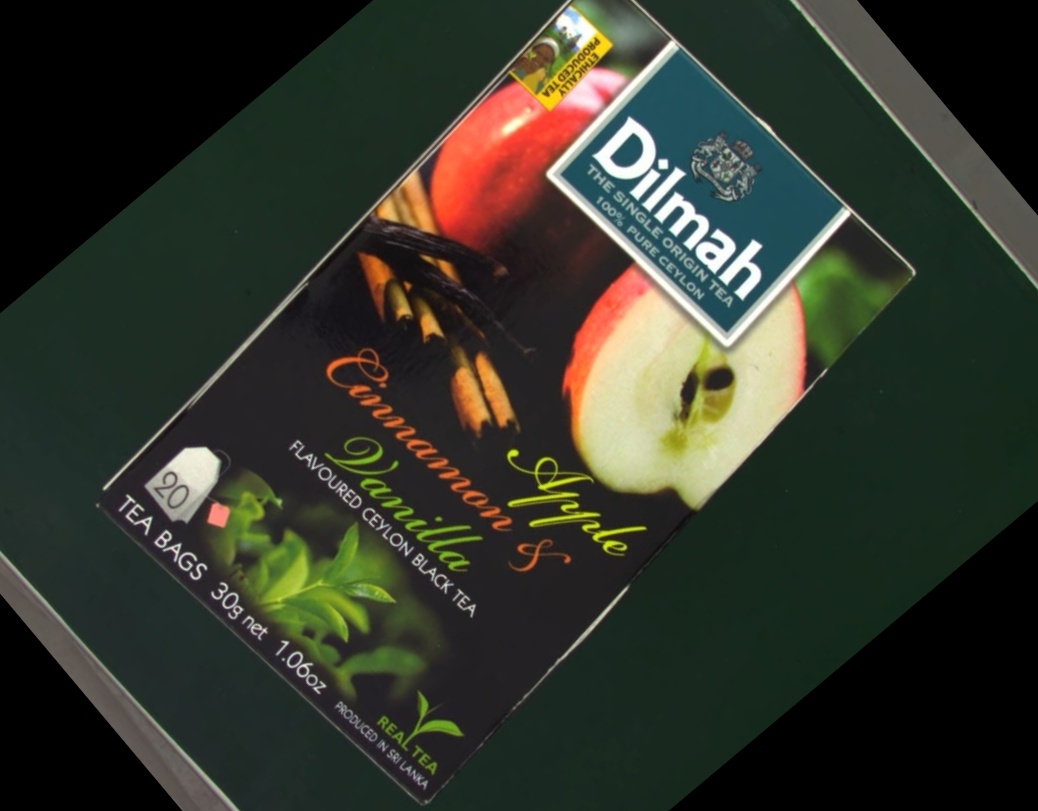 ETHICALLY
PRODUCED TEA
Dilmah
THE SINGLE ORIGIN TEA
100% PURE CEYLON
Apple
Cinnamon &
Vanilla
FLAVOURED CEYLON BLACK TEA
20
TEA BAGS 30g net 1.06oz
REAL TEA
PRODUCED IN SRI LANKA